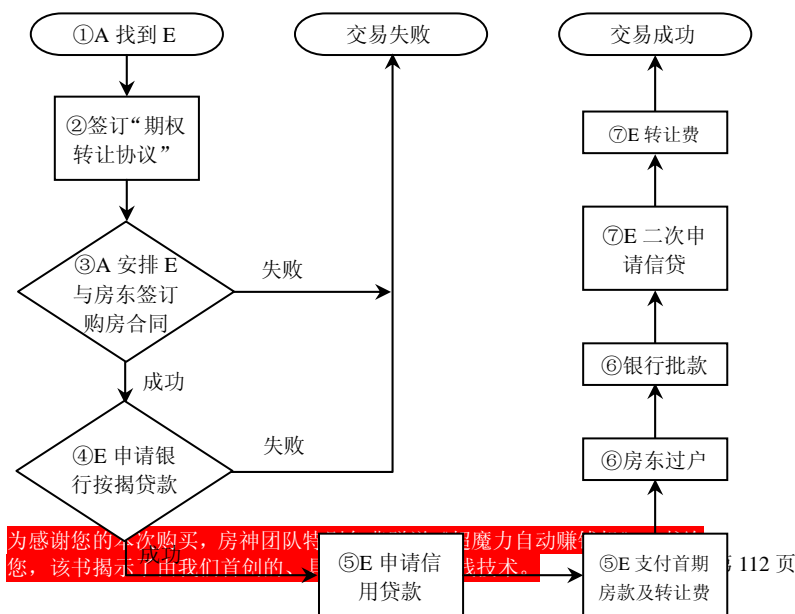 ①A 找到 E
交易失败
交易成功
②签订“期权
转让协议”
⑦E 转让费
③A 安排 E
与房东签订
购房合同
失败
⑦E 二次申
请信贷
成功
⑥银行批款
④E 申请银
行按揭贷款
失败
⑥房东过户
为感谢您的本次购买，房神团队特
超魔力自动赚钱
您，该书揭示了由我们首创的、
线技术。
成功
⑤E 申请信
用贷款
⑤E 支付首期
房款及转让费
112 页